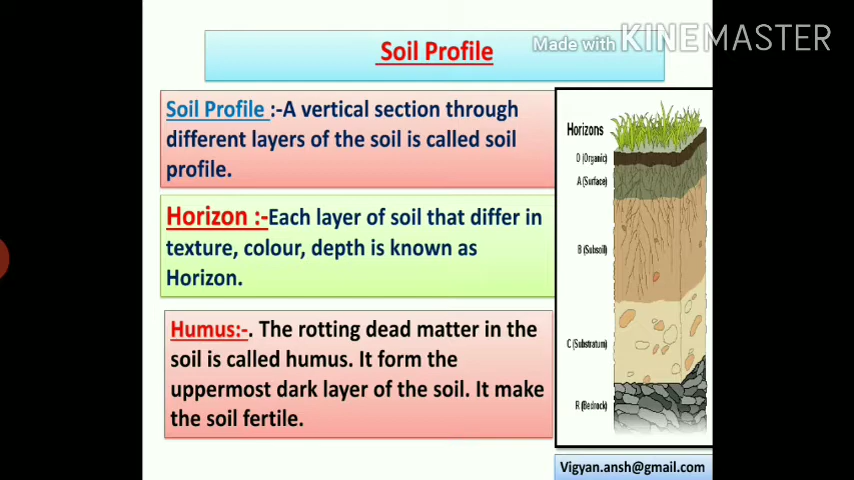 Soil Profile
Made with KINEMASTER
Soil Profile :-A vertical section through
different layers of the soil is called soil
profile.
Horizon :-Each layer of soil that differ in
texture, colour, depth is known as
Horizon.
Humus:-. The rotting dead matter in the
soil is called humus. It form the
uppermost dark layer of the soil. It make
the soil fertile.
Horizons
O (Organic)
A (Surface)
B (Subsoil)
C (Substratum)
R (Bedrock)
Vigyan.ansh@gmail.com